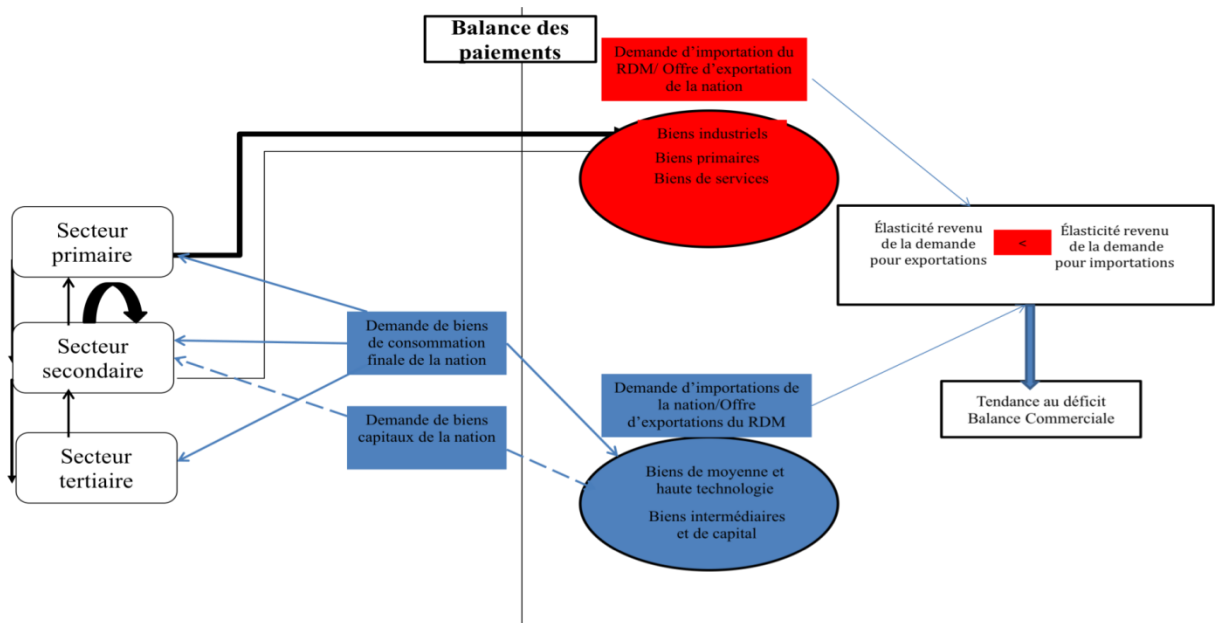 Balance des
paiements
Demande d'importation du
RDM/ Offre d'exportation
de la nation
Biens industriels
Biens primaires
Biens de services
Secteur
primaire
Secteur
secondaire
Secteur
tertiaire
Demande de biens
de consommation
finale de la nation
Demande de biens
capitaux de la nation
Demande d'importations de
la nation/Offre
d'exportations du RDM
Biens de moyenne et
haute technologie
Biens intermédiaires
et de capital
Élasticité revenu
de la demande
pour exportations
<
Élasticité revenu
de la demande
pour importations
Tendance au déficit
Balance Commerciale